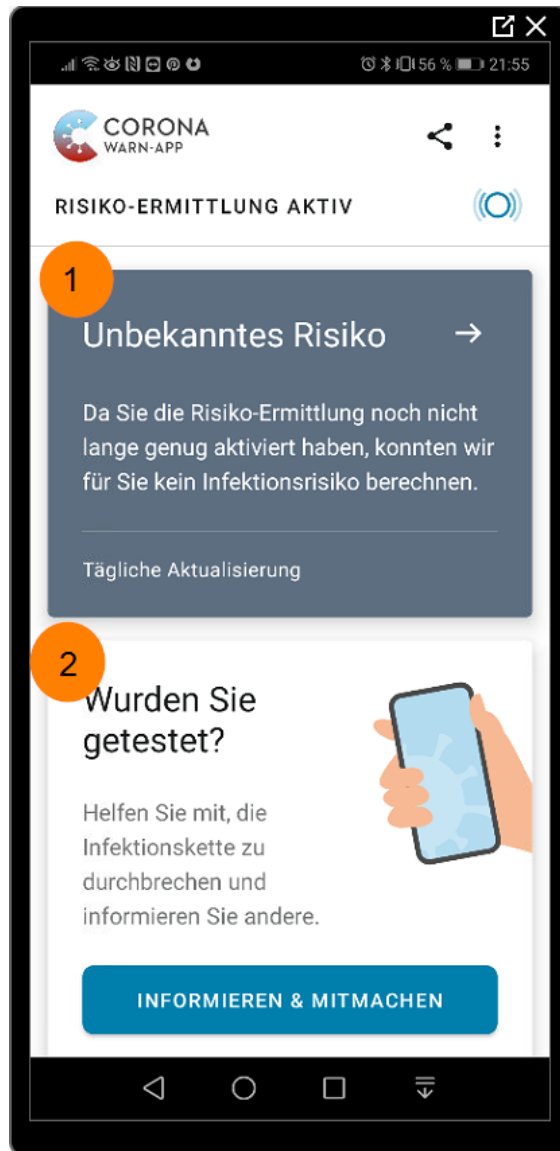 56 % 21:55
CORONA
WARN-APP
RISIKO-ERMITTLUNG AKTIV
1
Unbekanntes Risiko
Da Sie die Risiko-Ermittlung noch nicht
lange genug aktiviert haben, konnten wir
für Sie kein Infektionsrisiko berechnen.
Tägliche Aktualisierung
2
Wurden Sie
getestet?
Helfen Sie mit, die
Infektionskette zu
durchbrechen und
informieren Sie andere.
INFORMIEREN & MITMACHEN